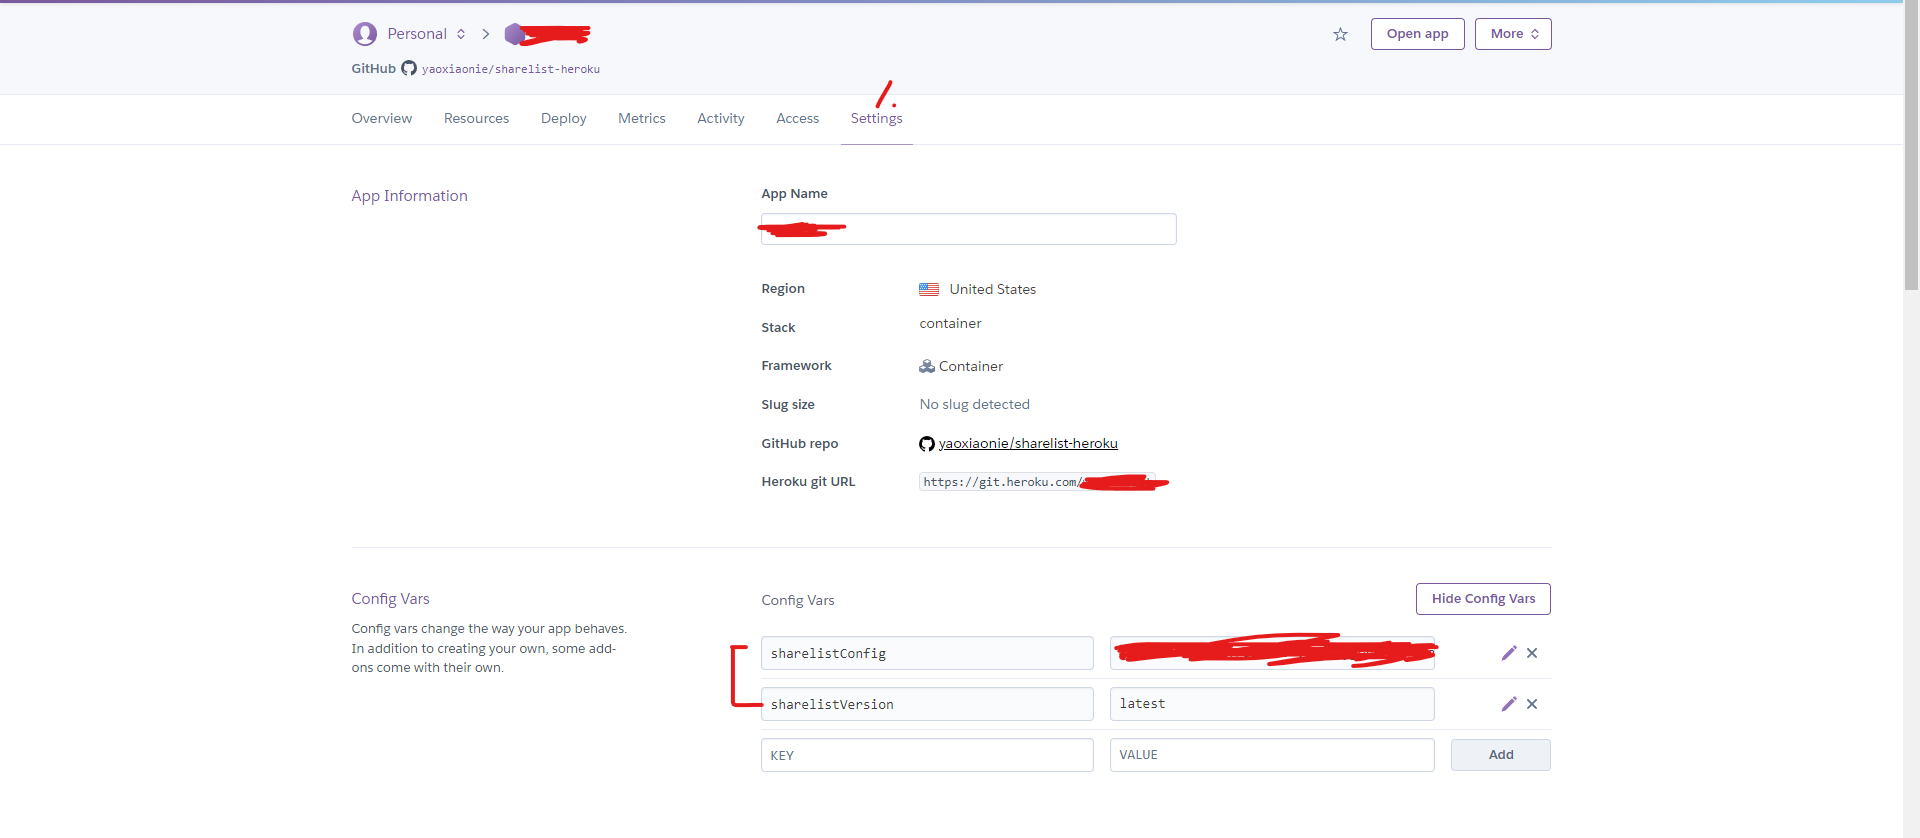 Personal
Open app
More
GitHub yaoxiaonie/sharelist-heroku
1.
Overview Resources Deploy Metrics Activity Access Settings
App Information
App Name
Region United States
Stack container
Framework Container
Slug size No slug detected
GitHub repo yaoxiaonie/sharelist-heroku
Heroku git URL https://git.heroku.com/
Config Vars
Config vars change the way your app behaves.
In addition to creating your own, some add-
ons come with their own.
Config Vars
Hide Config Vars
sharelistConfig
sharelistVersion latest
KEY VALUE Add